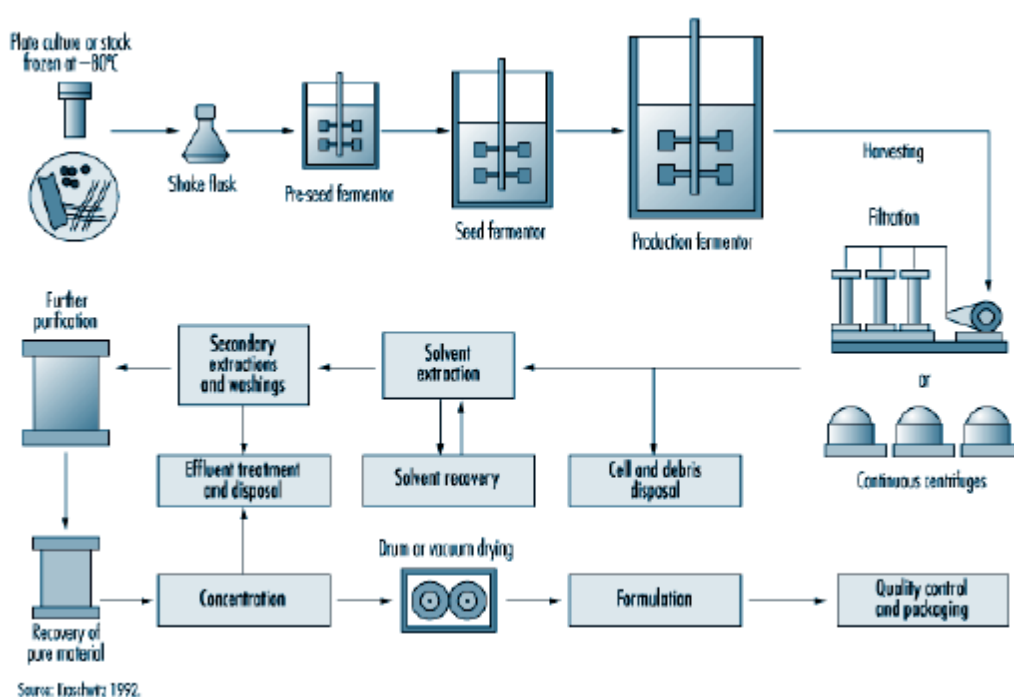 Plate culture or stock
frozen at –80°C
Shake flask
Pre-seed fermentor
Seed fermentor
Production fermentor
Harvesting
Filtration
or
Continuous centrifuges
Further
purification
Secondary
extractions
and washings
Solvent
extraction
Effluent treatment
and disposal
Solvent recovery
Cell and debris
disposal
Drum or vacuum drying
Recovery of
pure material
Concentration
Formulation
Quality control
and packaging
Source: 1992.